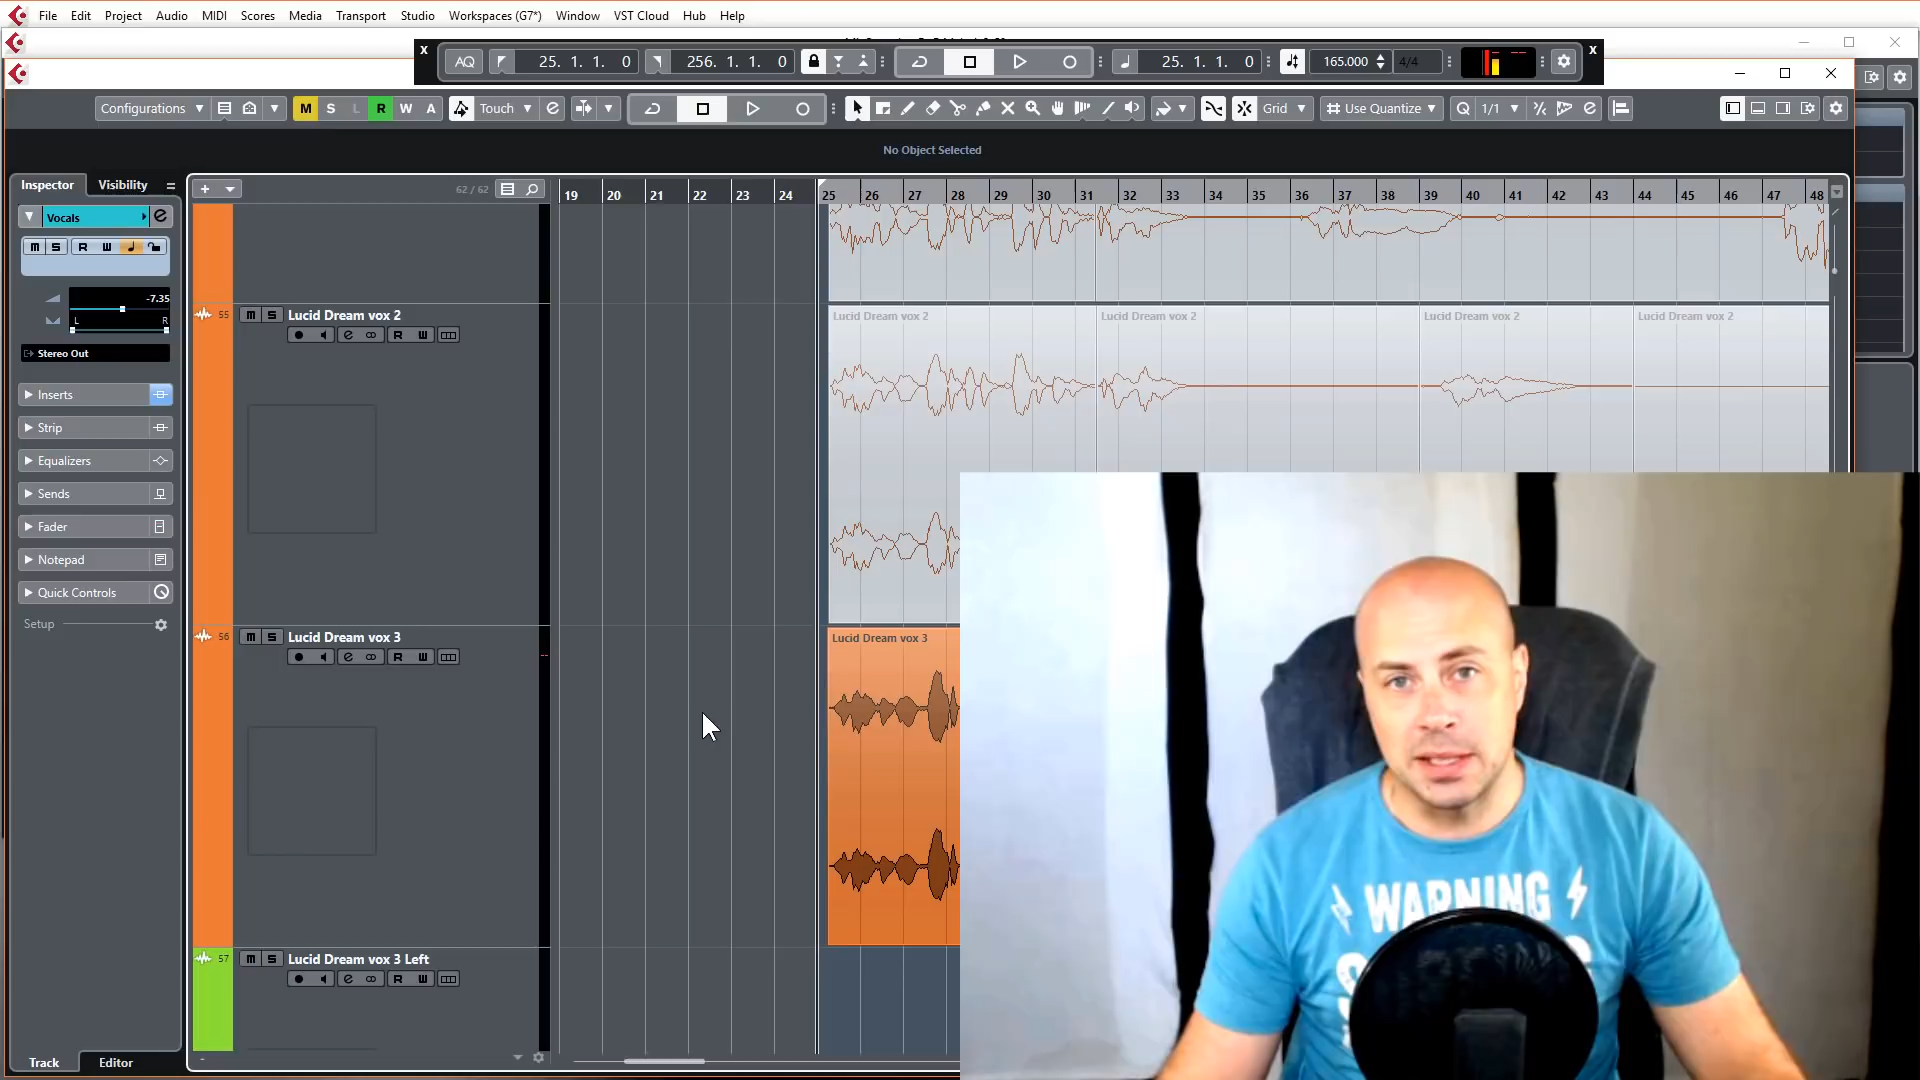 File Edit Project Audio MIDI Scores Media Transport Studio Workspaces (G7*) Window VST Cloud Hub Help
x AQ 25. 1. 1. 0 256. 1. 1. 0 25. 1. 1. 0 165.000 4/4 x
Configurations M S L R W A Touch Grid Use Quantize Q 1/1
No Object Selected
Inspector Visibility
62 / 62
19 20 21 22 23 24 25 26 27 28 29 30 31 32 33 34 35 36 37 38 39 40 41 42 43 44 45 46 47 48
Vocals
M S R W
-7.35
L R
Stereo Out
Inserts
Strip
Equalizers
Sends
Fader
Notepad
Quick Controls
Setup
55 M S Lucid Dream vox 2
R W
Lucid Dream vox 2 Lucid Dream vox 2 Lucid Dream vox 2 Lucid Dream vox 2
56 M S Lucid Dream vox 3
R W
Lucid Dream vox 3
57 M S Lucid Dream vox 3 Left
R W
WARNING
Track Editor